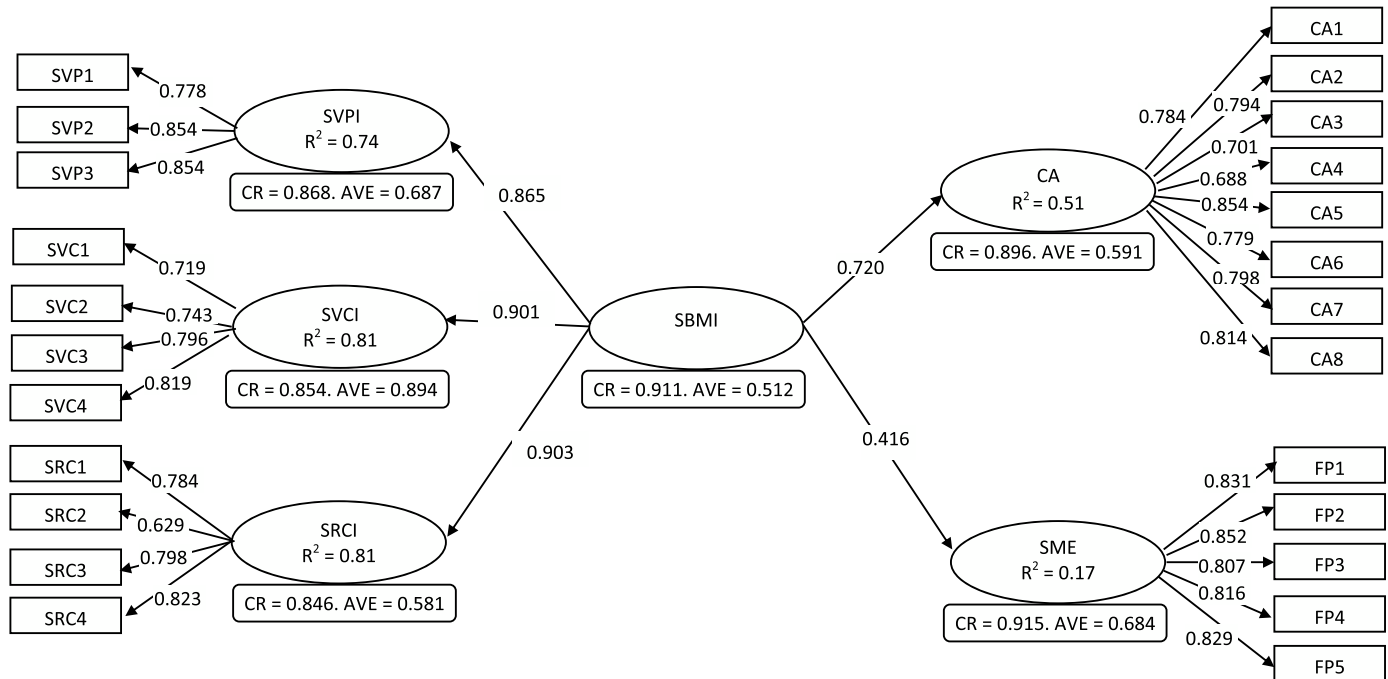 SVP1
0.778
SVP2
0.854
SVP3
0.854
SVPI
R² = 0.74
CR = 0.868. AVE = 0.687
SVC1
0.719
SVC2
0.743
SVC3
0.796
SVC4
0.819
SVCI
R² = 0.81
CR = 0.854. AVE = 0.894
SRC1
0.784
SRC2
0.629
SRC3
0.798
SRC4
0.823
SRCI
R² = 0.81
CR = 0.846. AVE = 0.581
0.865
0.901
0.903
SBMI
CR = 0.911. AVE = 0.512
0.720
0.416
CA
R² = 0.51
CR = 0.896. AVE = 0.591
0.784
CA1
0.794
CA2
0.701
CA3
0.688
CA4
0.854
CA5
0.779
CA6
0.798
CA7
0.814
CA8
SME
R² = 0.17
CR = 0.915. AVE = 0.684
0.831
FP1
0.852
FP2
0.807
FP3
0.816
FP4
0.829
FP5